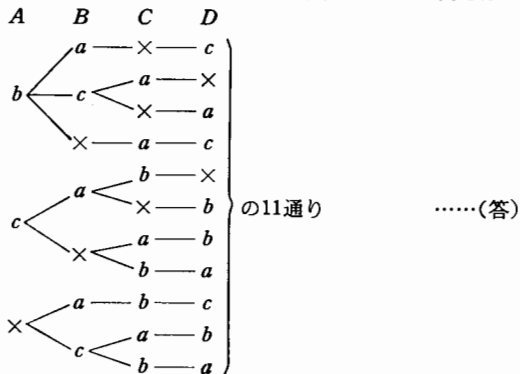 A B C D
a × c
a ×
b c
× a
× a c
b ×
a
× b の11通り ……(答)
c
a b
×
b a
a b c
×
a b
c
b a